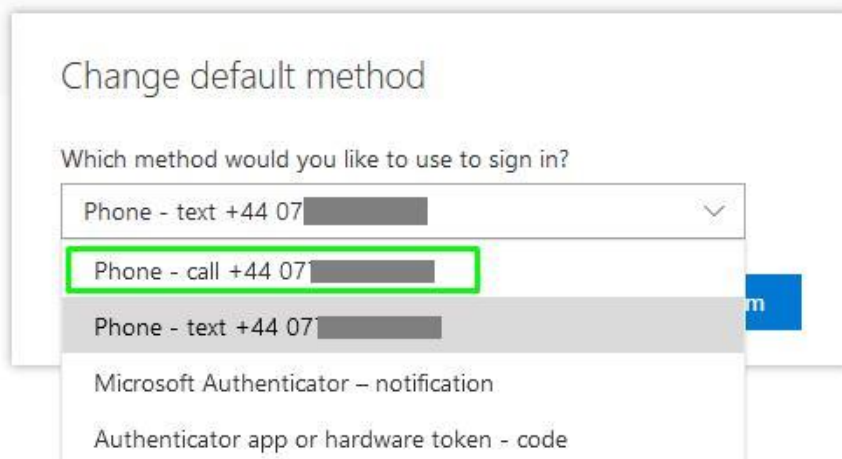 Change default method
Which method would you like to use to sign in?
Phone - text +44 07
Phone - call +44 07
Phone - text +44 07
m
Microsoft Authenticator – notification
Authenticator app or hardware token - code